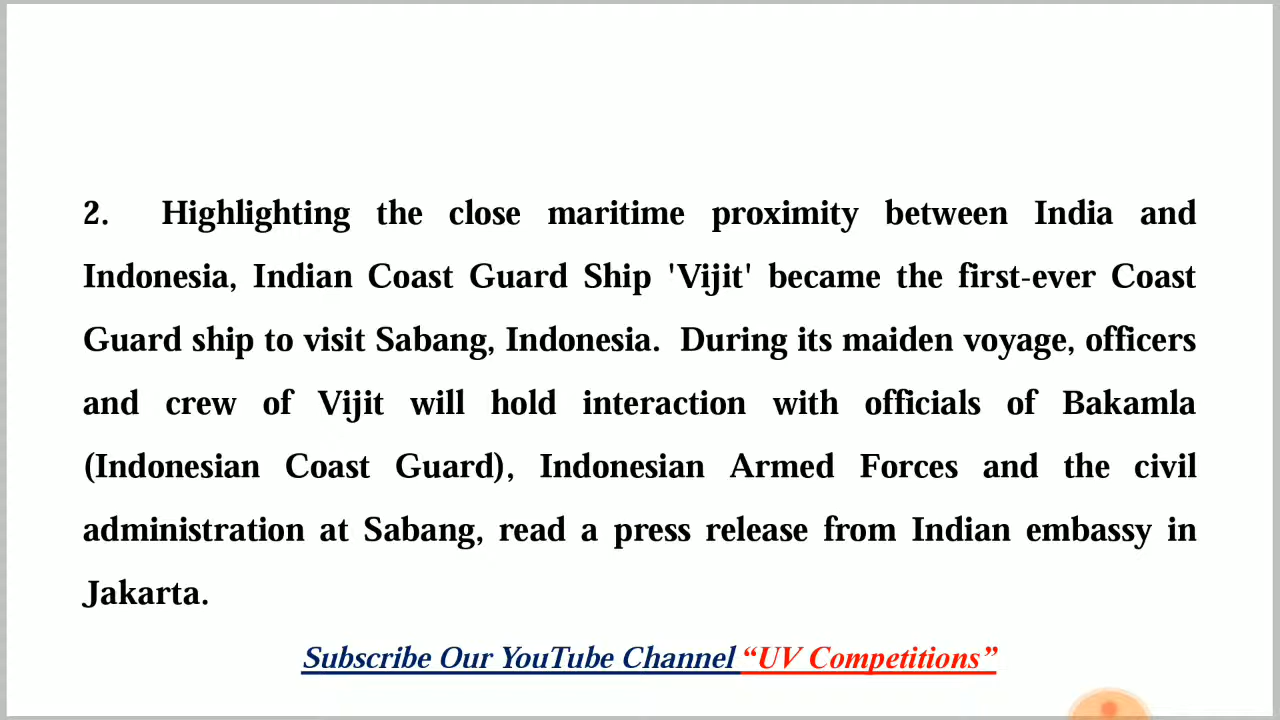 2. Highlighting the close maritime proximity between India and
Indonesia, Indian Coast Guard Ship 'Vijit' became the first-ever Coast
Guard ship to visit Sabang, Indonesia. During its maiden voyage, officers
and crew of Vijit will hold interaction with officials of Bakamla
(Indonesian Coast Guard), Indonesian Armed Forces and the civil
administration at Sabang, read a press release from Indian embassy in
Jakarta.
Subscribe Our YouTube Channel “UV Competitions”